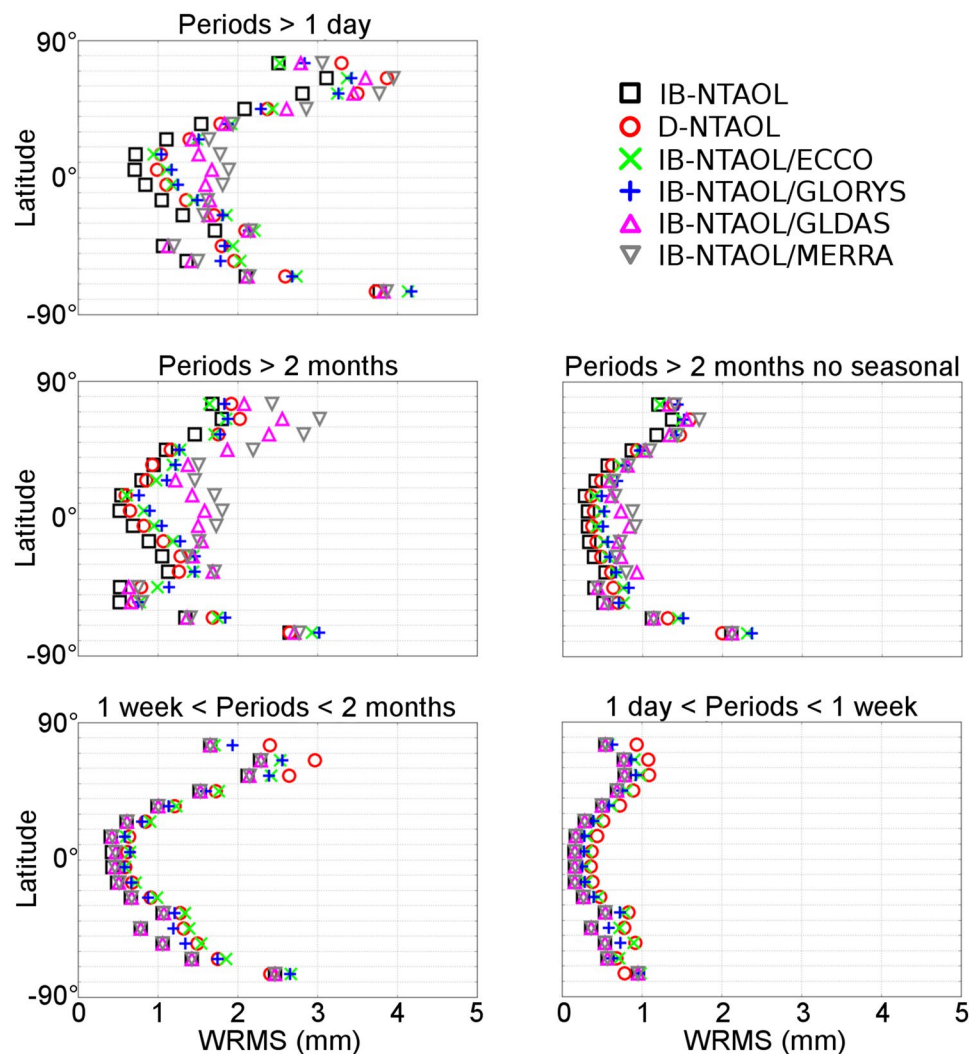 Periods > 1 day
90°
0°
-90°
Latitude
IB-NTAOL
D-NTAOL
IB-NTAOL/ECCO
IB-NTAOL/GLORYS
IB-NTAOL/GLDAS
IB-NTAOL/MERRA
Periods > 2 months
90°
0°
-90°
Latitude
Periods > 2 months no seasonal
1 week < Periods < 2 months
90°
0°
-90°
Latitude
0 1 2 3 4 5
WRMS (mm)
1 day < Periods < 1 week
0 1 2 3 4 5
WRMS (mm)